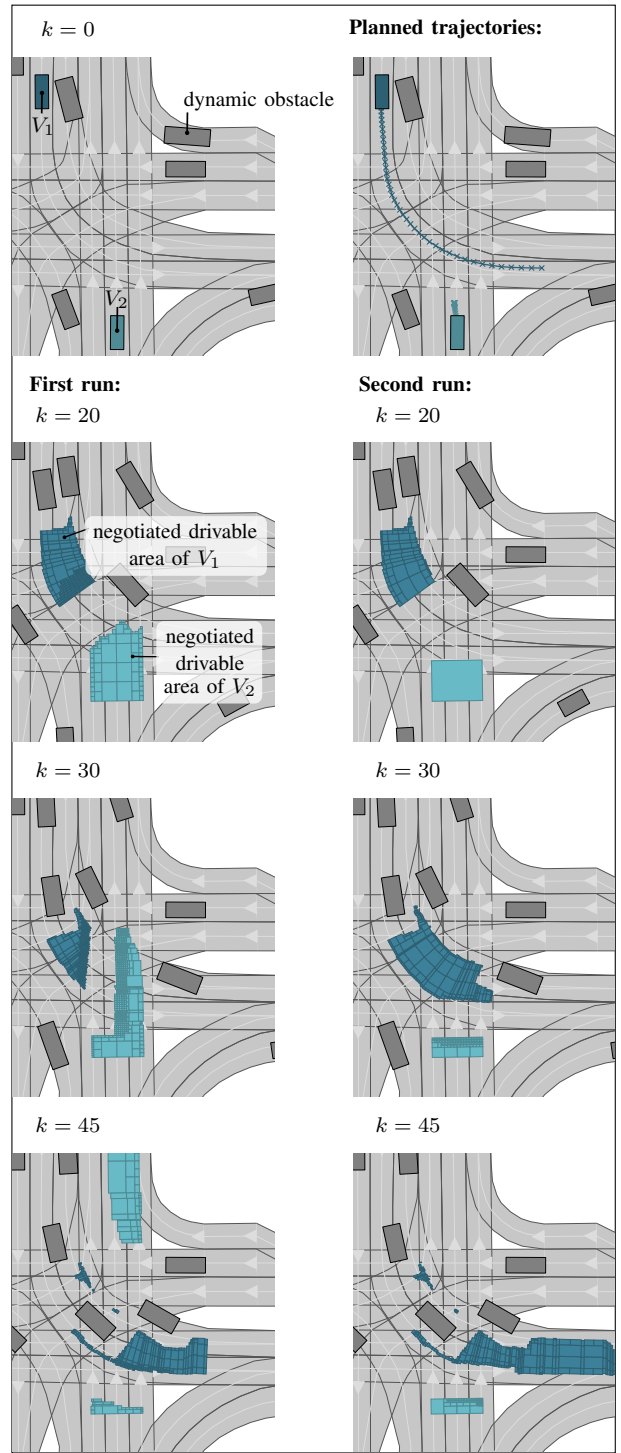 k = 0
Planned trajectories:
dynamic obstacle
V1
V2
First run:
Second run:
k = 20
k = 20
negotiated drivable
area of V1
negotiated
drivable
area of V2
k = 30
k = 30
k = 45
k = 45